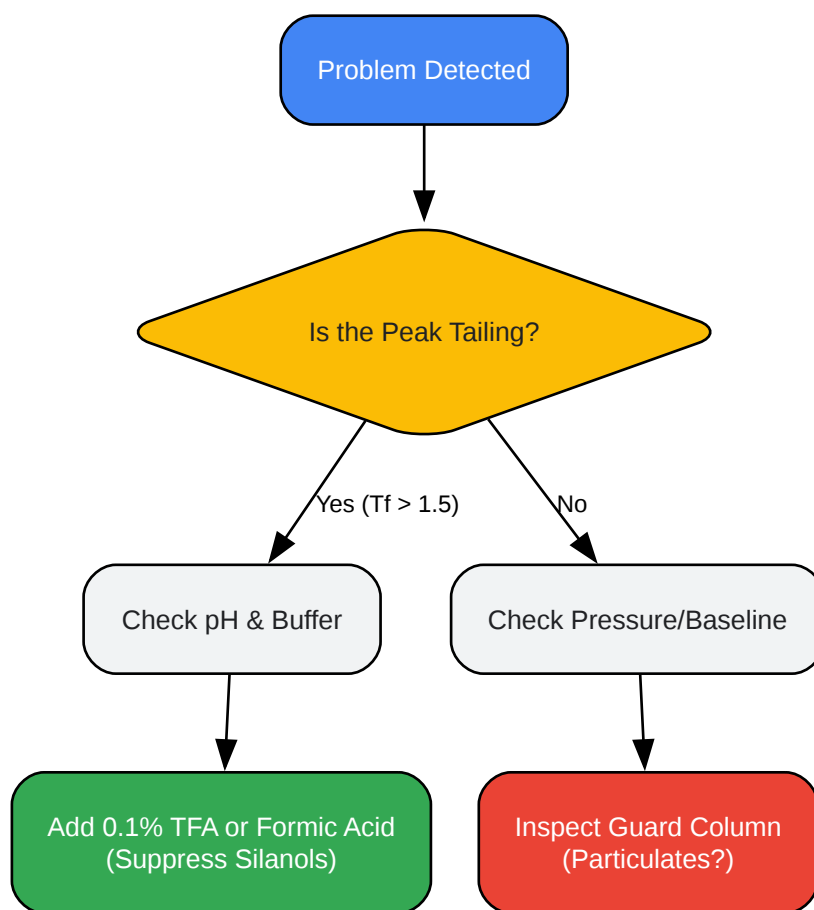 Problem Detected
Is the Peak Tailing?
Yes (Tf > 1.5)
No
Check pH & Buffer
Check Pressure/Baseline
Add 0.1% TFA or Formic Acid
(Suppress Silanols)
Inspect Guard Column
(Particulates?)